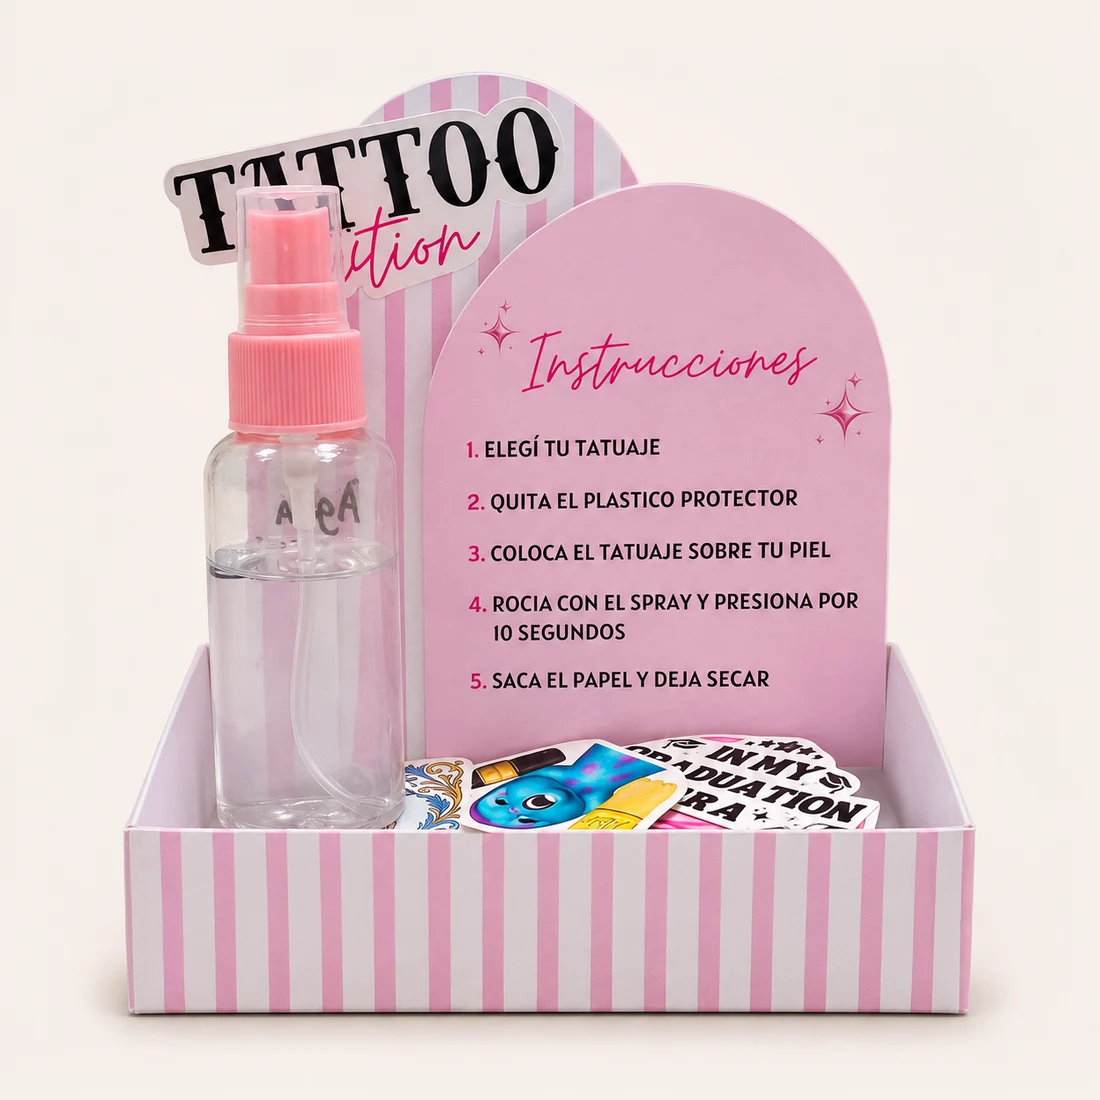 TATTOO
Instrucciones
1. ELEGÍ TU TATUAJE
2. QUITA EL PLASTICO PROTECTOR
3. COLOCA EL TATUAJE SOBRE TU PIEL
4. ROCIA CON EL SPRAY Y PRESIONA POR
10 SEGUNDOS
5. SACA EL PAPEL Y DEJA SECAR
IN MY
GRADUATION
ERA